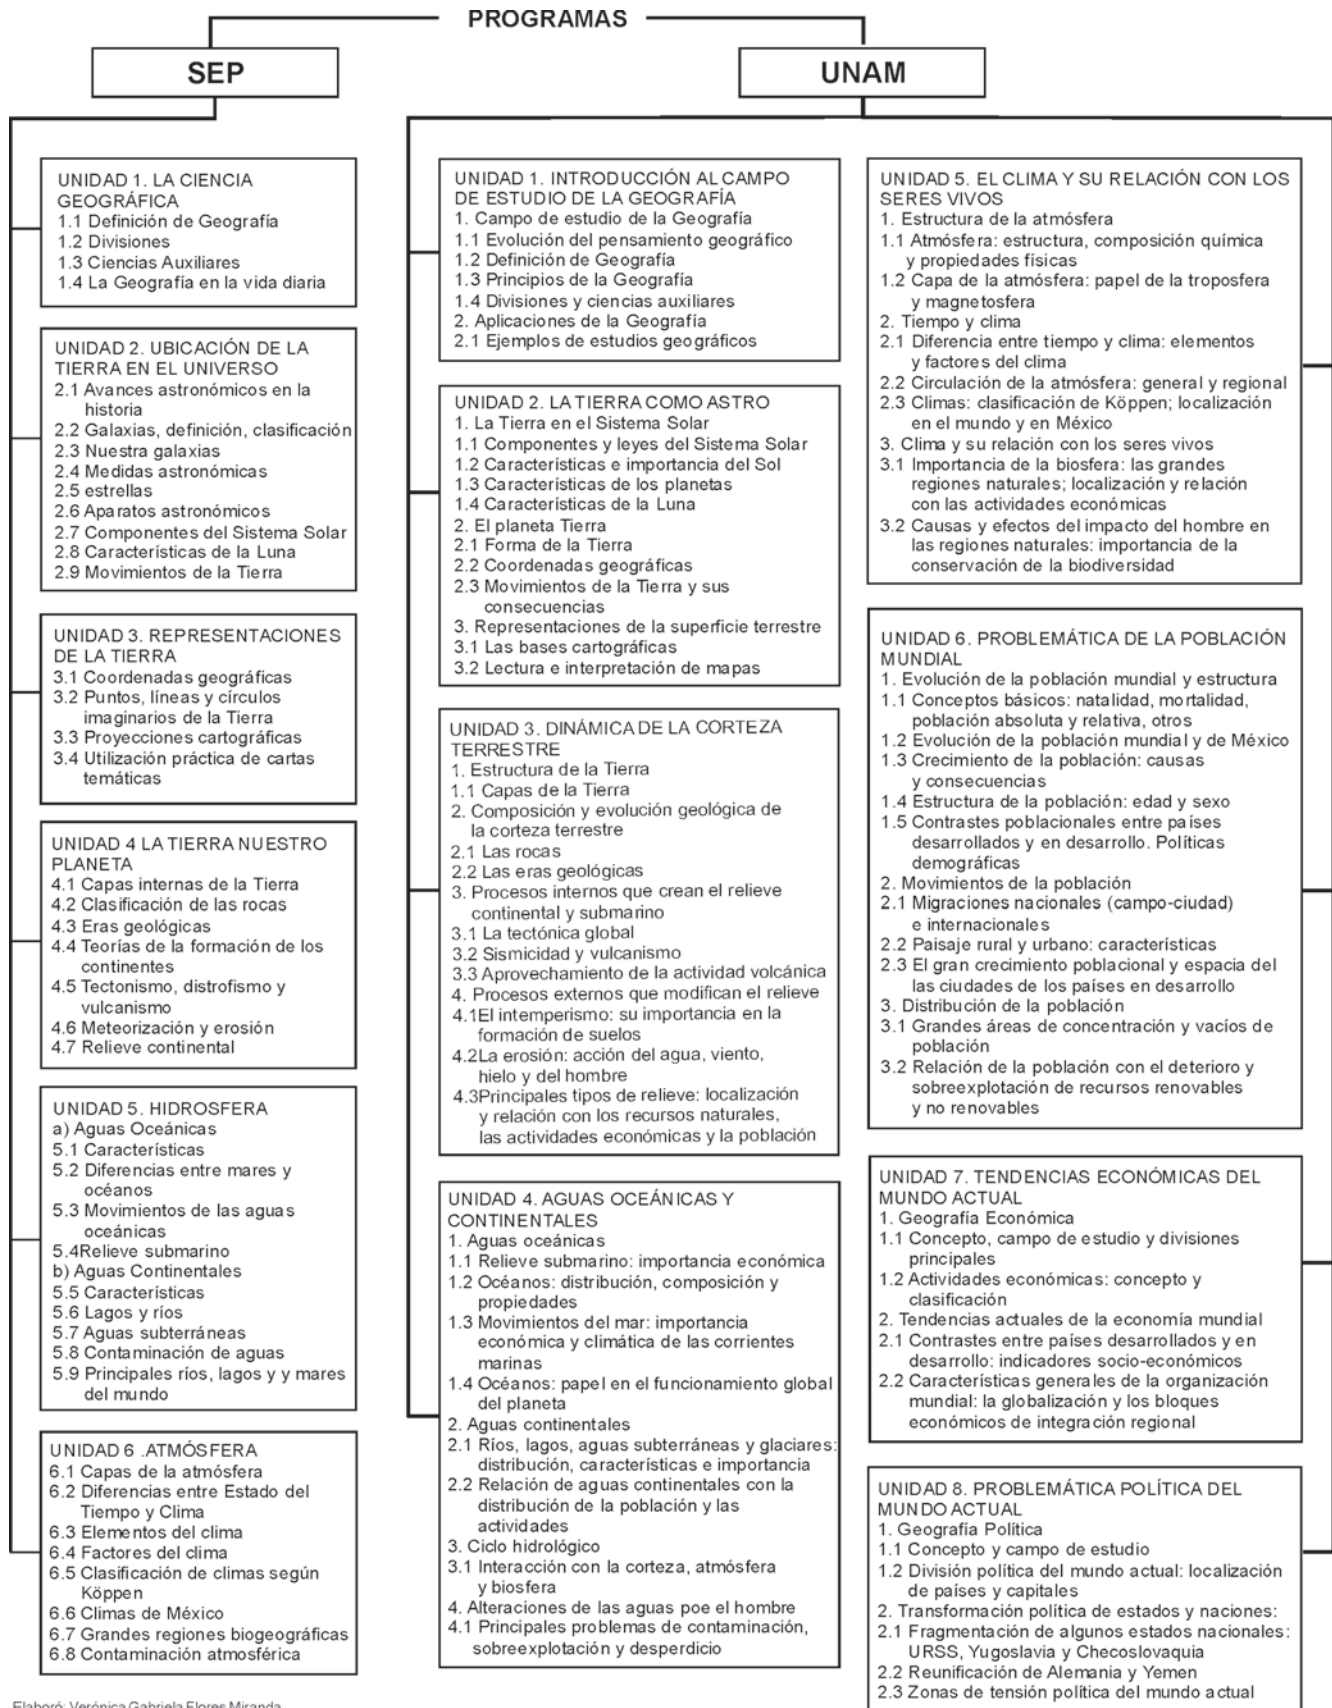 PROGRAMAS
SEP
UNIDAD 1. LA CIENCIA
GEOGRÁFICA
1.1 Definición de Geografía
1.2 Divisiones
1.3 Ciencias Auxiliares
1.4 La Geografía en la vida diaria
UNIDAD 2. UBICACIÓN DE LA
TIERRA EN EL UNIVERSO
2.1 Avances astronómicos en la
historia
2.2 Galaxias, definición, clasificación
2.3 Nuestra galaxias
2.4 Medidas astronómicas
2.5 estrellas
2.6 Aparatos astronómicos
2.7 Componentes del Sistema Solar
2.8 Características de la Luna
2.9 Movimientos de la Tierra
UNIDAD 3. REPRESENTACIONES
DE LA TIERRA
3.1 Coordenadas geográficas
3.2 Puntos, líneas y círculos
imaginarios de la Tierra
3.3 Proyecciones cartográficas
3.4 Utilización práctica de cartas
temáticas
UNIDAD 4 LA TIERRA NUESTRO
PLANETA
4.1 Capas internas de la Tierra
4.2 Clasificación de las rocas
4.3 Eras geológicas
4.4 Teorías de la formación de los
continentes
4.5 Tectonismo, distrofismo y
vulcanismo
4.6 Meteorización y erosión
4.7 Relieve continental
UNIDAD 5. HIDROSFERA
a) Aguas Oceánicas
5.1 Características
5.2 Diferencias entre mares y
océanos
5.3 Movimientos de las aguas
oceánicas
5.4Relieve submarino
b) Aguas Continentales
5.5 Características
5.6 Lagos y ríos
5.7 Aguas subterráneas
5.8 Contaminación de aguas
5.9 Principales ríos, lagos y y mares
del mundo
UNIDAD 6 .ATMÓSFERA
6.1 Capas de la atmósfera
6.2 Diferencias entre Estado del
Tiempo y Clima
6.3 Elementos del clima
6.4 Factores del clima
6.5 Clasificación de climas según
Köppen
6.6 Climas de México
6.7 Grandes regiones biogeográficas
6.8 Contaminación atmosférica
UNAM
UNIDAD 1. INTRODUCCIÓN AL CAMPO
DE ESTUDIO DE LA GEOGRAFÍA
1. Campo de estudio de la Geografía
1.1 Evolución del pensamiento geográfico
1.2 Definición de Geografía
1.3 Principios de la Geografía
1.4 Divisiones y ciencias auxiliares
2. Aplicaciones de la Geografía
2.1 Ejemplos de estudios geográficos
UNIDAD 2. LA TIERRA COMO ASTRO
1. La Tierra en el Sistema Solar
1.1 Componentes y leyes del Sistema Solar
1.2 Características e importancia del Sol
1.3 Características de los planetas
1.4 Características de la Luna
2. El planeta Tierra
2.1 Forma de la Tierra
2.2 Coordenadas geográficas
2.3 Movimientos de la Tierra y sus
consecuencias
3. Representaciones de la superficie terrestre
3.1 Las bases cartográficas
3.2 Lectura e interpretación de mapas
UNIDAD 3. DINÁMICA DE LA CORTEZA
TERRESTRE
1. Estructura de la Tierra
1.1 Capas de la Tierra
2. Composición y evolución geológica de
la corteza terrestre
2.1 Las rocas
2.2 Las eras geológicas
3. Procesos internos que crean el relieve
continental y submarino
3.1 La tectónica global
3.2 Sismicidad y vulcanismo
3.3 Aprovechamiento de la actividad volcánica
4. Procesos externos que modifican el relieve
4.1El intemperismo: su importancia en la
formación de suelos
4.2La erosión: acción del agua, viento,
hielo y del hombre
4.3Principales tipos de relieve: localización
y relación con los recursos naturales,
las actividades económicas y la población
UNIDAD 4. AGUAS OCEÁNICAS Y
CONTINENTALES
1. Aguas oceánicas
1.1 Relieve submarino: importancia económica
1.2 Océanos: distribución, composición y
propiedades
1.3 Movimientos del mar: importancia
económica y climática de las corrientes
marinas
1.4 Océanos: papel en el funcionamiento global
del planeta
2. Aguas continentales
2.1 Ríos, lagos, aguas subterráneas y glaciares:
distribución, características e importancia
2.2 Relación de aguas continentales con la
distribución de la población y las
actividades
3. Ciclo hidrológico
3.1 Interacción con la corteza, atmósfera
y biosfera
4. Alteraciones de las aguas poe el hombre
4.1 Principales problemas de contaminación,
sobreexplotación y desperdicio
UNIDAD 5. EL CLIMA Y SU RELACIÓN CON LOS
SERES VIVOS
1. Estructura de la atmósfera
1.1 Atmósfera: estructura, composición química
y propiedades físicas
1.2 Capa de la atmósfera: papel de la troposfera
y magnetosfera
2. Tiempo y clima
2.1 Diferencia entre tiempo y clima: elementos
y factores del clima
2.2 Circulación de la atmósfera: general y regional
2.3 Climas: clasificación de Köppen; localización
en el mundo y en México
3. Clima y su relación con los seres vivos
3.1 Importancia de la biosfera: las grandes
regiones naturales; localización y relación
con las actividades económicas
3.2 Causas y efectos del impacto del hombre en
las regiones naturales: importancia de la
conservación de la biodiversidad
UNIDAD 6. PROBLEMÁTICA DE LA POBLACIÓN
MUNDIAL
1. Evolución de la población mundial y estructura
1.1 Conceptos básicos: natalidad, mortalidad,
población absoluta y relativa, otros
1.2 Evolución de la población mundial y de México
1.3 Crecimiento de la población: causas
y consecuencias
1.4 Estructura de la población: edad y sexo
1.5 Contrastes poblacionales entre países
desarrollados y en desarrollo. Políticas
demográficas
2. Movimientos de la población
2.1 Migraciones nacionales (campo-ciudad)
e internacionales
2.2 Paisaje rural y urbano: características
2.3 El gran crecimiento poblacional y espacia del
las ciudades de los países en desarrollo
3. Distribución de la población
3.1 Grandes áreas de concentración y vacíos de
población
3.2 Relación de la población con el deterioro y
sobreexplotación de recursos renovables
y no renovables
UNIDAD 7. TENDENCIAS ECONÓMICAS DEL
MUNDO ACTUAL
1. Geografía Económica
1.1 Concepto, campo de estudio y divisiones
principales
1.2 Actividades económicas: concepto y
clasificación
2. Tendencias actuales de la economía mundial
2.1 Contrastes entre países desarrollados y en
desarrollo: indicadores socio-económicos
2.2 Características generales de la organización
mundial: la globalización y los bloques
económicos de integración regional
UNIDAD 8. PROBLEMÁTICA POLÍTICA DEL
MUNDO ACTUAL
1. Geografía Política
1.1 Concepto y campo de estudio
1.2 División política del mundo actual: localización
de países y capitales
2. Transformación política de estados y naciones:
2.1 Fragmentación de algunos estados nacionales:
URSS, Yugoslavia y Checoslovaquia
2.2 Reunificación de Alemania y Yemen
2.3 Zonas de tensión política del mundo actual
Elaboró: Verónica Gabriela Flores Miranda